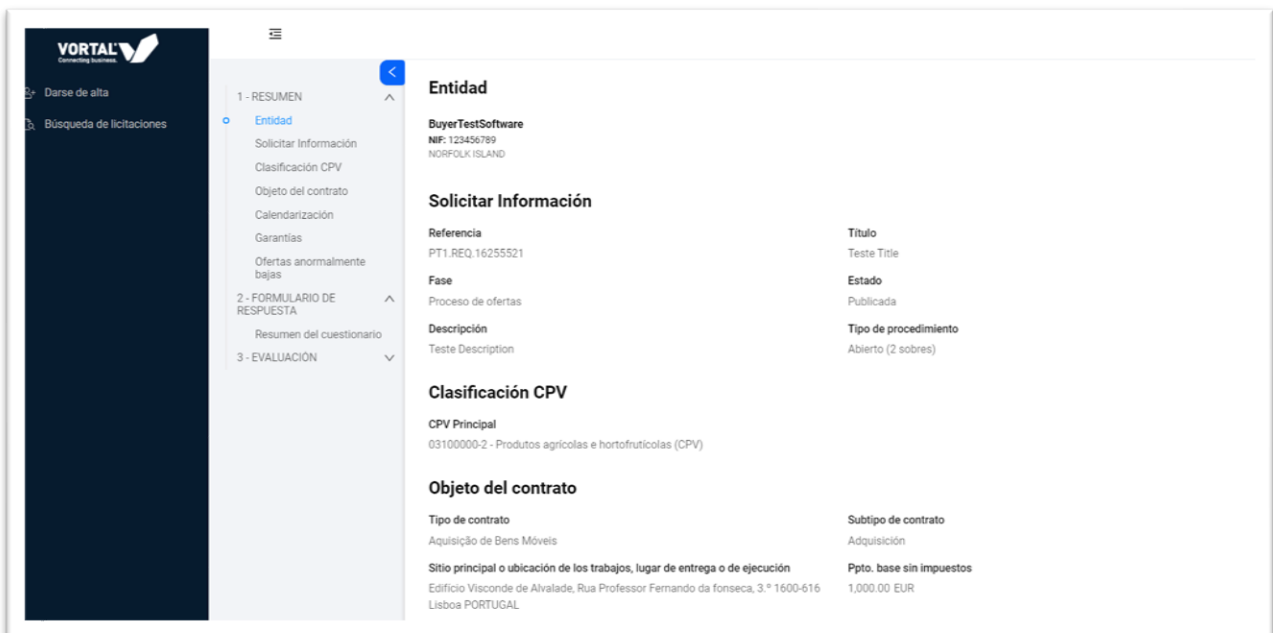 VORTAL
Connecting business.
Darse de alta
Búsqueda de licitaciones
1 - RESUMEN
Entidad
Solicitar Información
Clasificación CPV
Objeto del contrato
Calendarización
Garantías
Ofertas anormalmente
bajas
2 - FORMULARIO DE
RESPUESTA
Resumen del cuestionario
3 - EVALUACIÓN
Entidad
BuyerTestSoftware
NIF: 123456789
NORFOLK ISLAND
Solicitar Información
Referencia
PT1.REQ.16255521
Título
Teste Title
Fase
Proceso de ofertas
Estado
Publicada
Descripción
Teste Description
Tipo de procedimiento
Abierto (2 sobres)
Clasificación CPV
CPV Principal
03100000-2 - Produtos agrícolas e hortofrutícolas (CPV)
Objeto del contrato
Tipo de contrato
Aquisição de Bens Móveis
Subtipo de contrato
Adquisición
Sitio principal o ubicación de los trabajos, lugar de entrega o de ejecución
Edifício Visconde de Alvalade, Rua Professor Fernando da fonseca, 3.º 1600-616
Lisboa PORTUGAL
Ppto. base sin impuestos
1,000.00 EUR